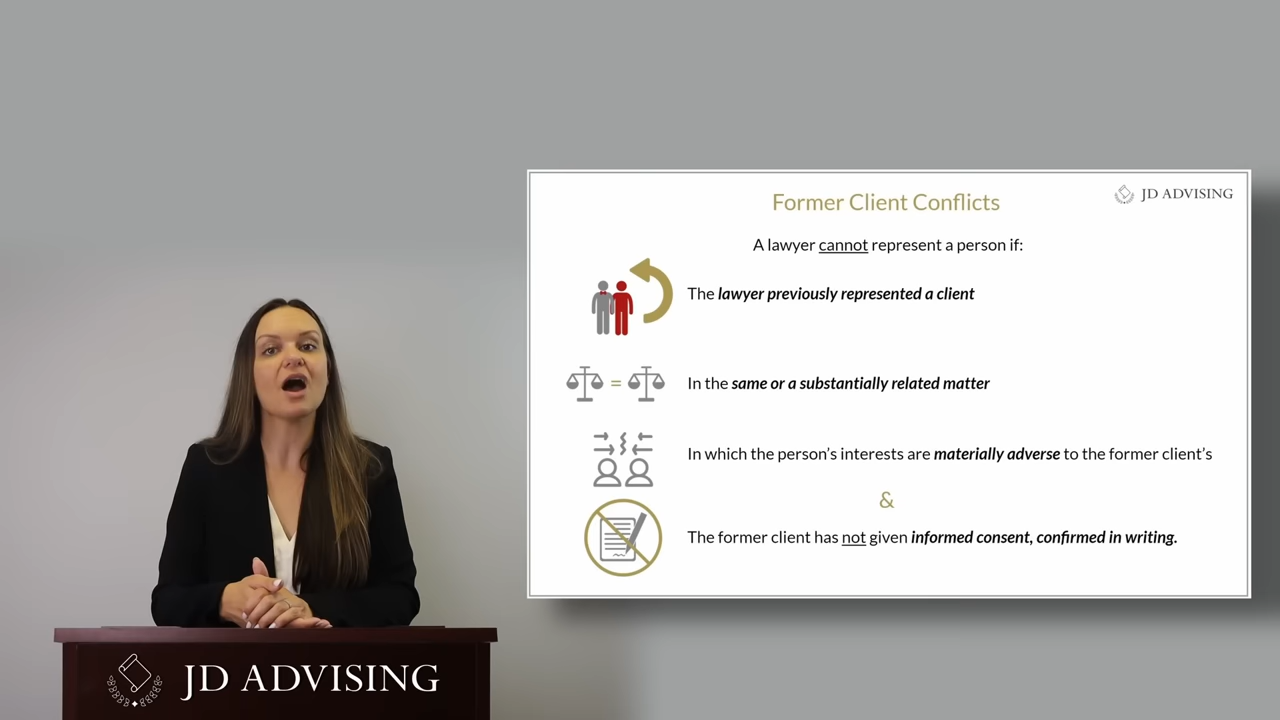 Former Client Conflicts
JD ADVISING
A lawyer cannot represent a person if:
The lawyer previously represented a client
In the same or a substantially related matter
=
In which the person's interests are materially adverse to the former client's
&
The former client has not given informed consent, confirmed in writing.
JD ADVISING